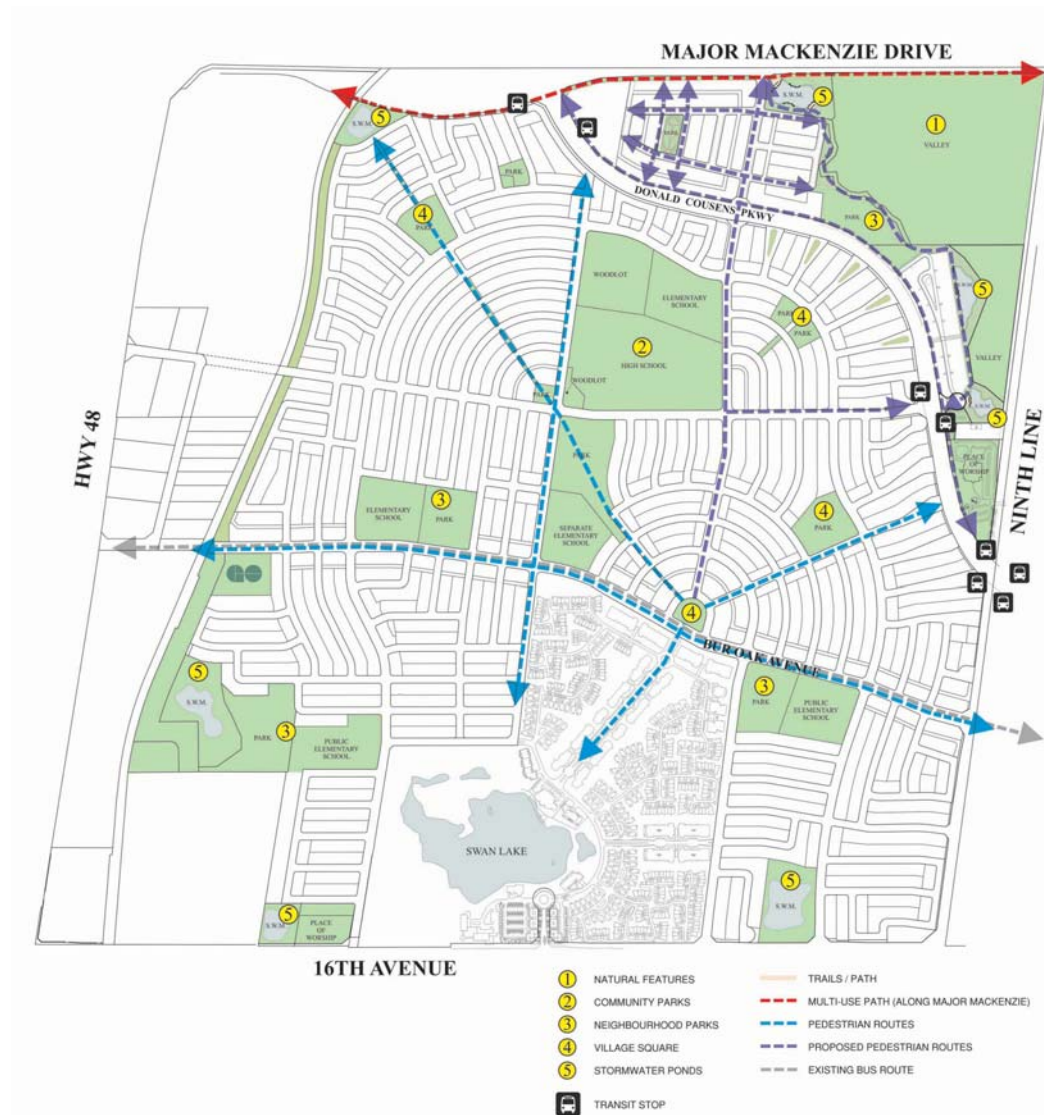 MAJOR MACKENZIE DRIVE
S.W.M.
5
S.W.M.
5
1
VALLEY
PARK
PARK
4
PARK
DONALD COUSENS PKWY
PARK
3
WOODLOT
ELEMENTARY
SCHOOL
5
PARK
4
PARK
2
HIGH SCHOOL
VALLEY
WOODLOT
PARK
S.W.M.
5
HWY 48
NINTH LINE
PARK
PLACE
OF
WORSHIP
ELEMENTARY
SCHOOL
3
PARK
4
PARK
SEPARATE
ELEMENTARY
SCHOOL
4
BUR OAK AVENUE
5
S.W.M.
3
PARK
PUBLIC
ELEMENTARY
SCHOOL
PARK
3
PUBLIC
ELEMENTARY
SCHOOL
SWAN LAKE
5
S.W.M.
5
S.W.M.
PLACE
OF
WORSHIP
16TH AVENUE
1 NATURAL FEATURES
2 COMMUNITY PARKS
3 NEIGHBOURHOOD PARKS
4 VILLAGE SQUARE
5 STORMWATER PONDS
TRANSIT STOP
TRAILS / PATH
MULTI-USE PATH (ALONG MAJOR MACKENZIE)
PEDESTRIAN ROUTES
PROPOSED PEDESTRIAN ROUTES
EXISTING BUS ROUTE